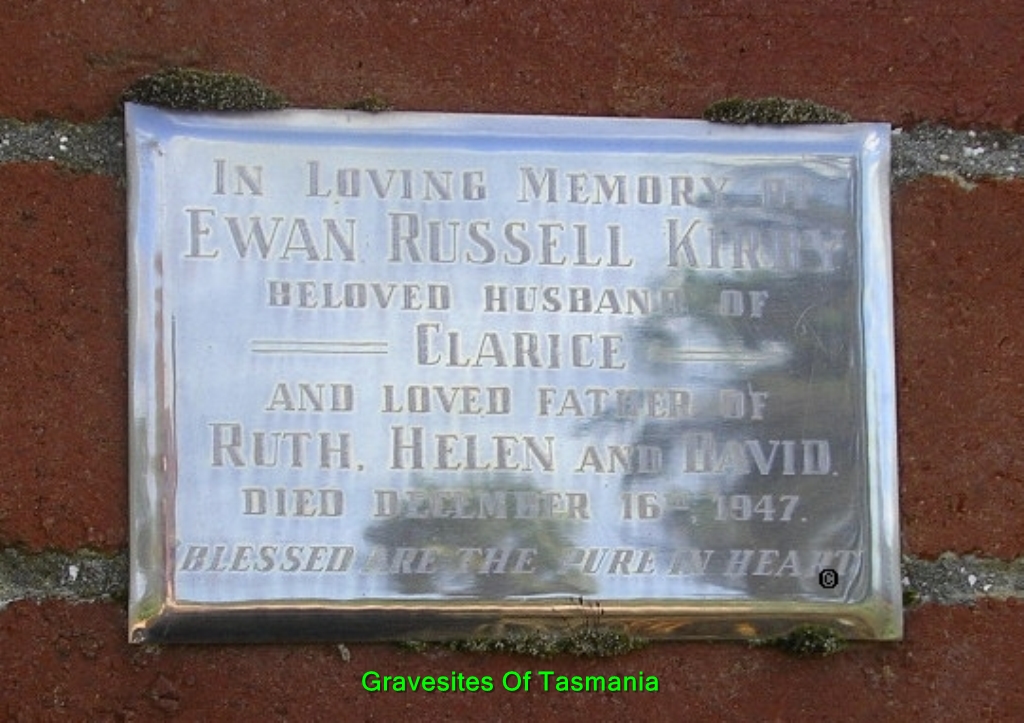 IN LOVING MEMORY OF
EWAN RUSSELL KIRBY
BELOVED HUSBAND OF
CLARICE
AND LOVED FATHER OF
RUTH, HELEN AND DAVID.
DIED DECEMBER 16TH 1947.
"BLESSED ARE THE PURE IN HEART"
©
Gravesites Of Tasmania